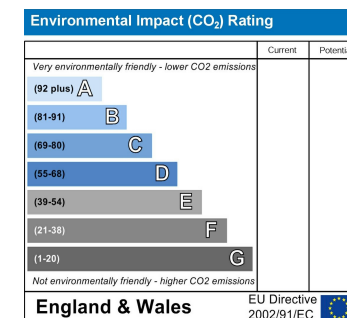 Environmental Impact (CO₂) Rating
Current Potentia
Very environmentally friendly - lower CO2 emissions
(92 plus) A
(81-91) B
(69-80) C
(55-68) D
(39-54) E
(21-38) F
(1-20) G
Not environmentally friendly - higher CO2 emissions
England & Wales
EU Directive
2002/91/EC